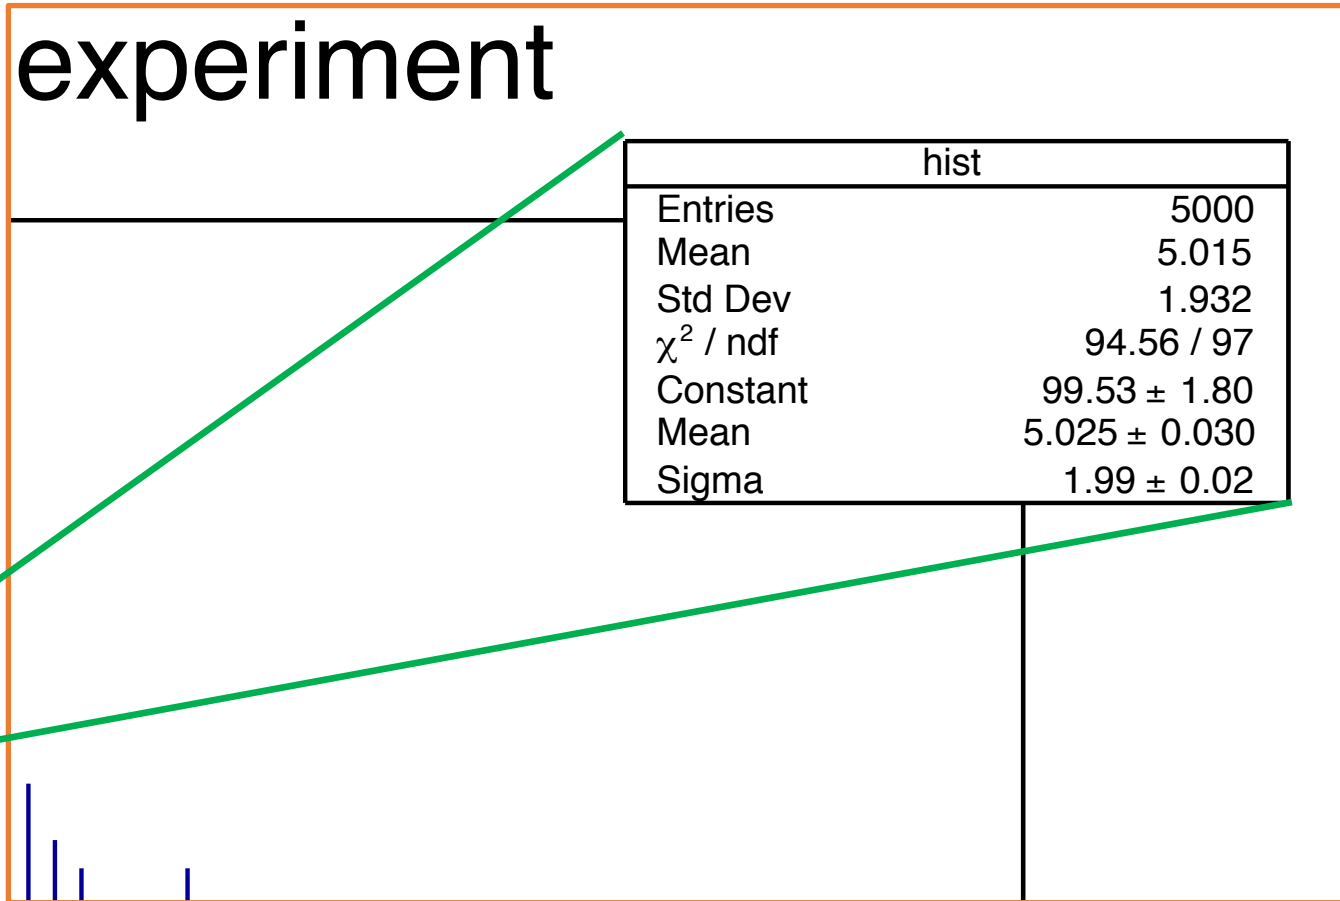 experiment
hist
Entries 5000
Mean 5.015
Std Dev 1.932
χ² / ndf 94.56 / 97
Constant 99.53 ± 1.80
Mean 5.025 ± 0.030
Sigma 1.99 ± 0.02